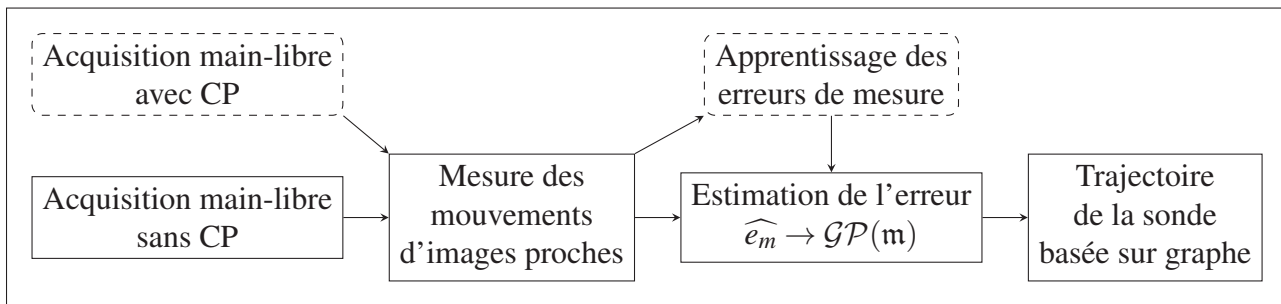 Acquisition main-libre
avec CP
Apprentissage des
erreurs de mesure
Acquisition main-libre
sans CP
Mesure des
mouvements
d'images proches
Estimation de l'erreur
$\widehat{e_m} \to \mathcal{GP}(\mathfrak{m})$
Trajectoire
de la sonde
basée sur graphe